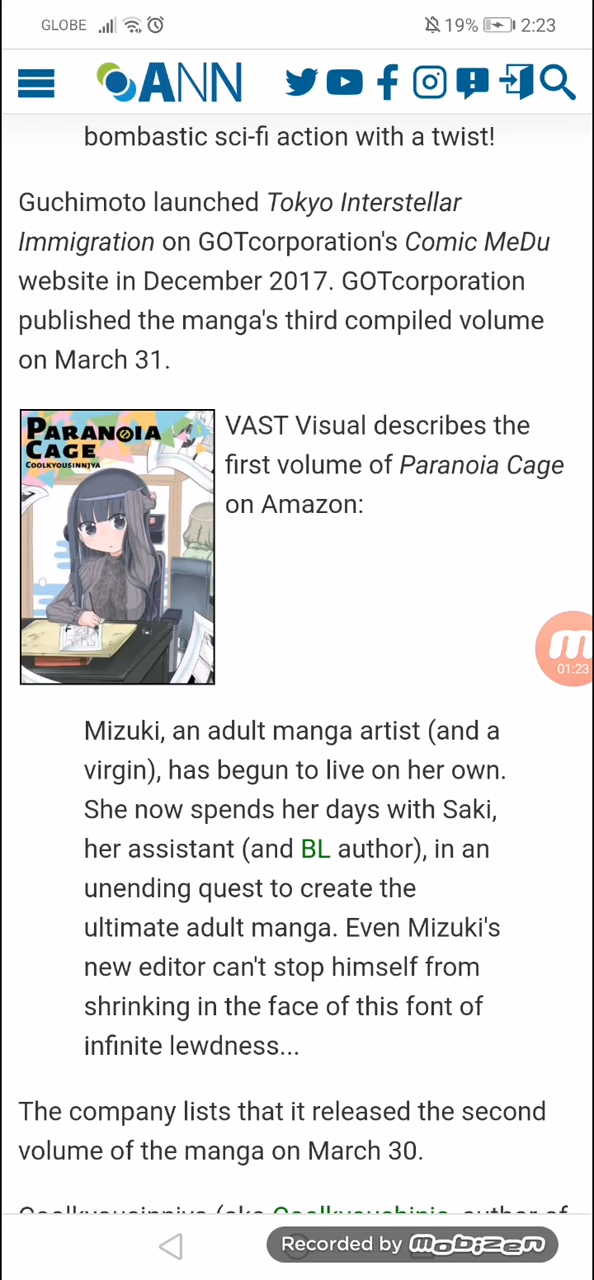 GLOBE 19% 2:23
ANN
bombastic sci-fi action with a twist!
Guchimoto launched Tokyo Interstellar
Immigration on GOTcorporation's Comic MeDu
website in December 2017. GOTcorporation
published the manga's third compiled volume
on March 31.
PARANOIA
CAGE
COOLKYOUSINNJYA
VAST Visual describes the
first volume of Paranoia Cage
on Amazon:
01:23
Mizuki, an adult manga artist (and a
virgin), has begun to live on her own.
She now spends her days with Saki,
her assistant (and BL author), in an
unending quest to create the
ultimate adult manga. Even Mizuki's
new editor can't stop himself from
shrinking in the face of this font of
infinite lewdness...
The company lists that it released the second
volume of the manga on March 30.
Recorded by mobizen